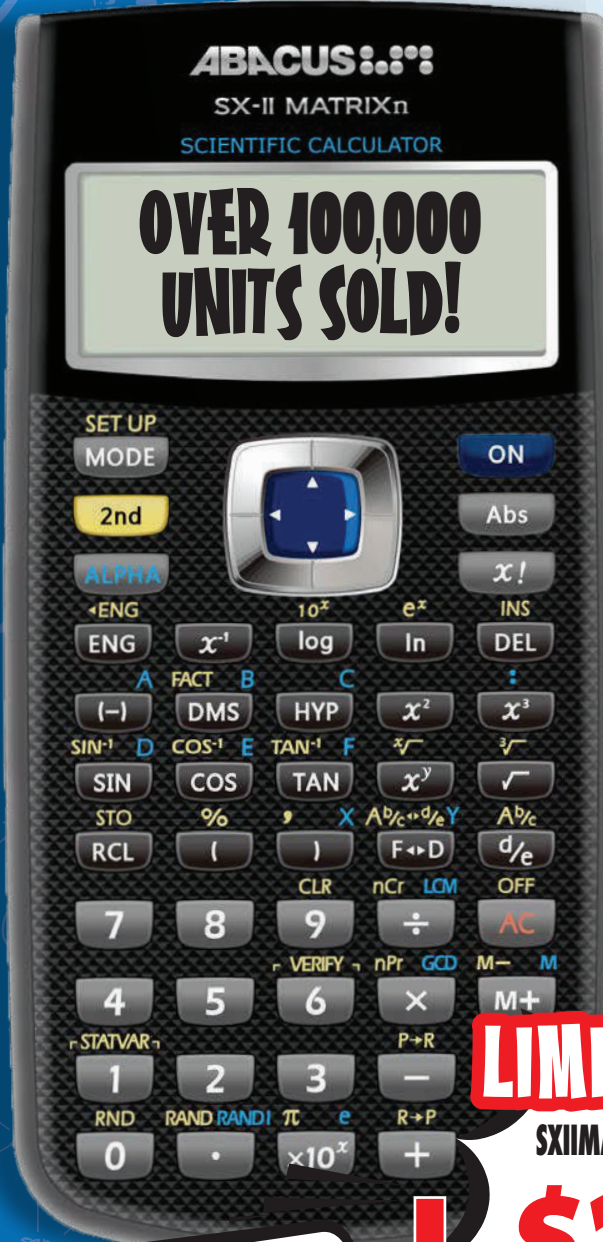 ABACUS
SX-II MATRIXn
SCIENTIFIC CALCULATOR
OVER 100,000
UNITS SOLD!
SET UP
MODE
ON
2nd
Abs
ALPHA
x!
◂ENG 10ˣ eˣ INS
ENG x⁻¹ log ln DEL
A FACT B C :
(−) DMS HYP x² x³
SIN⁻¹ D COS⁻¹ E TAN⁻¹ F ˣ√ ³√
SIN COS TAN xʸ √
STO % , X Ab/c◂▸d/e Y Ab/c
RCL ( ) F◂▸D d/e
CLR nCr LCM OFF
7 8 9 ÷ AC
VERIFY nPr GCD M− M
4 5 6 × M+
STATVAR P→R
1 2 3 −
RND RAND RANDI π e R→P
0 . ×10ˣ +